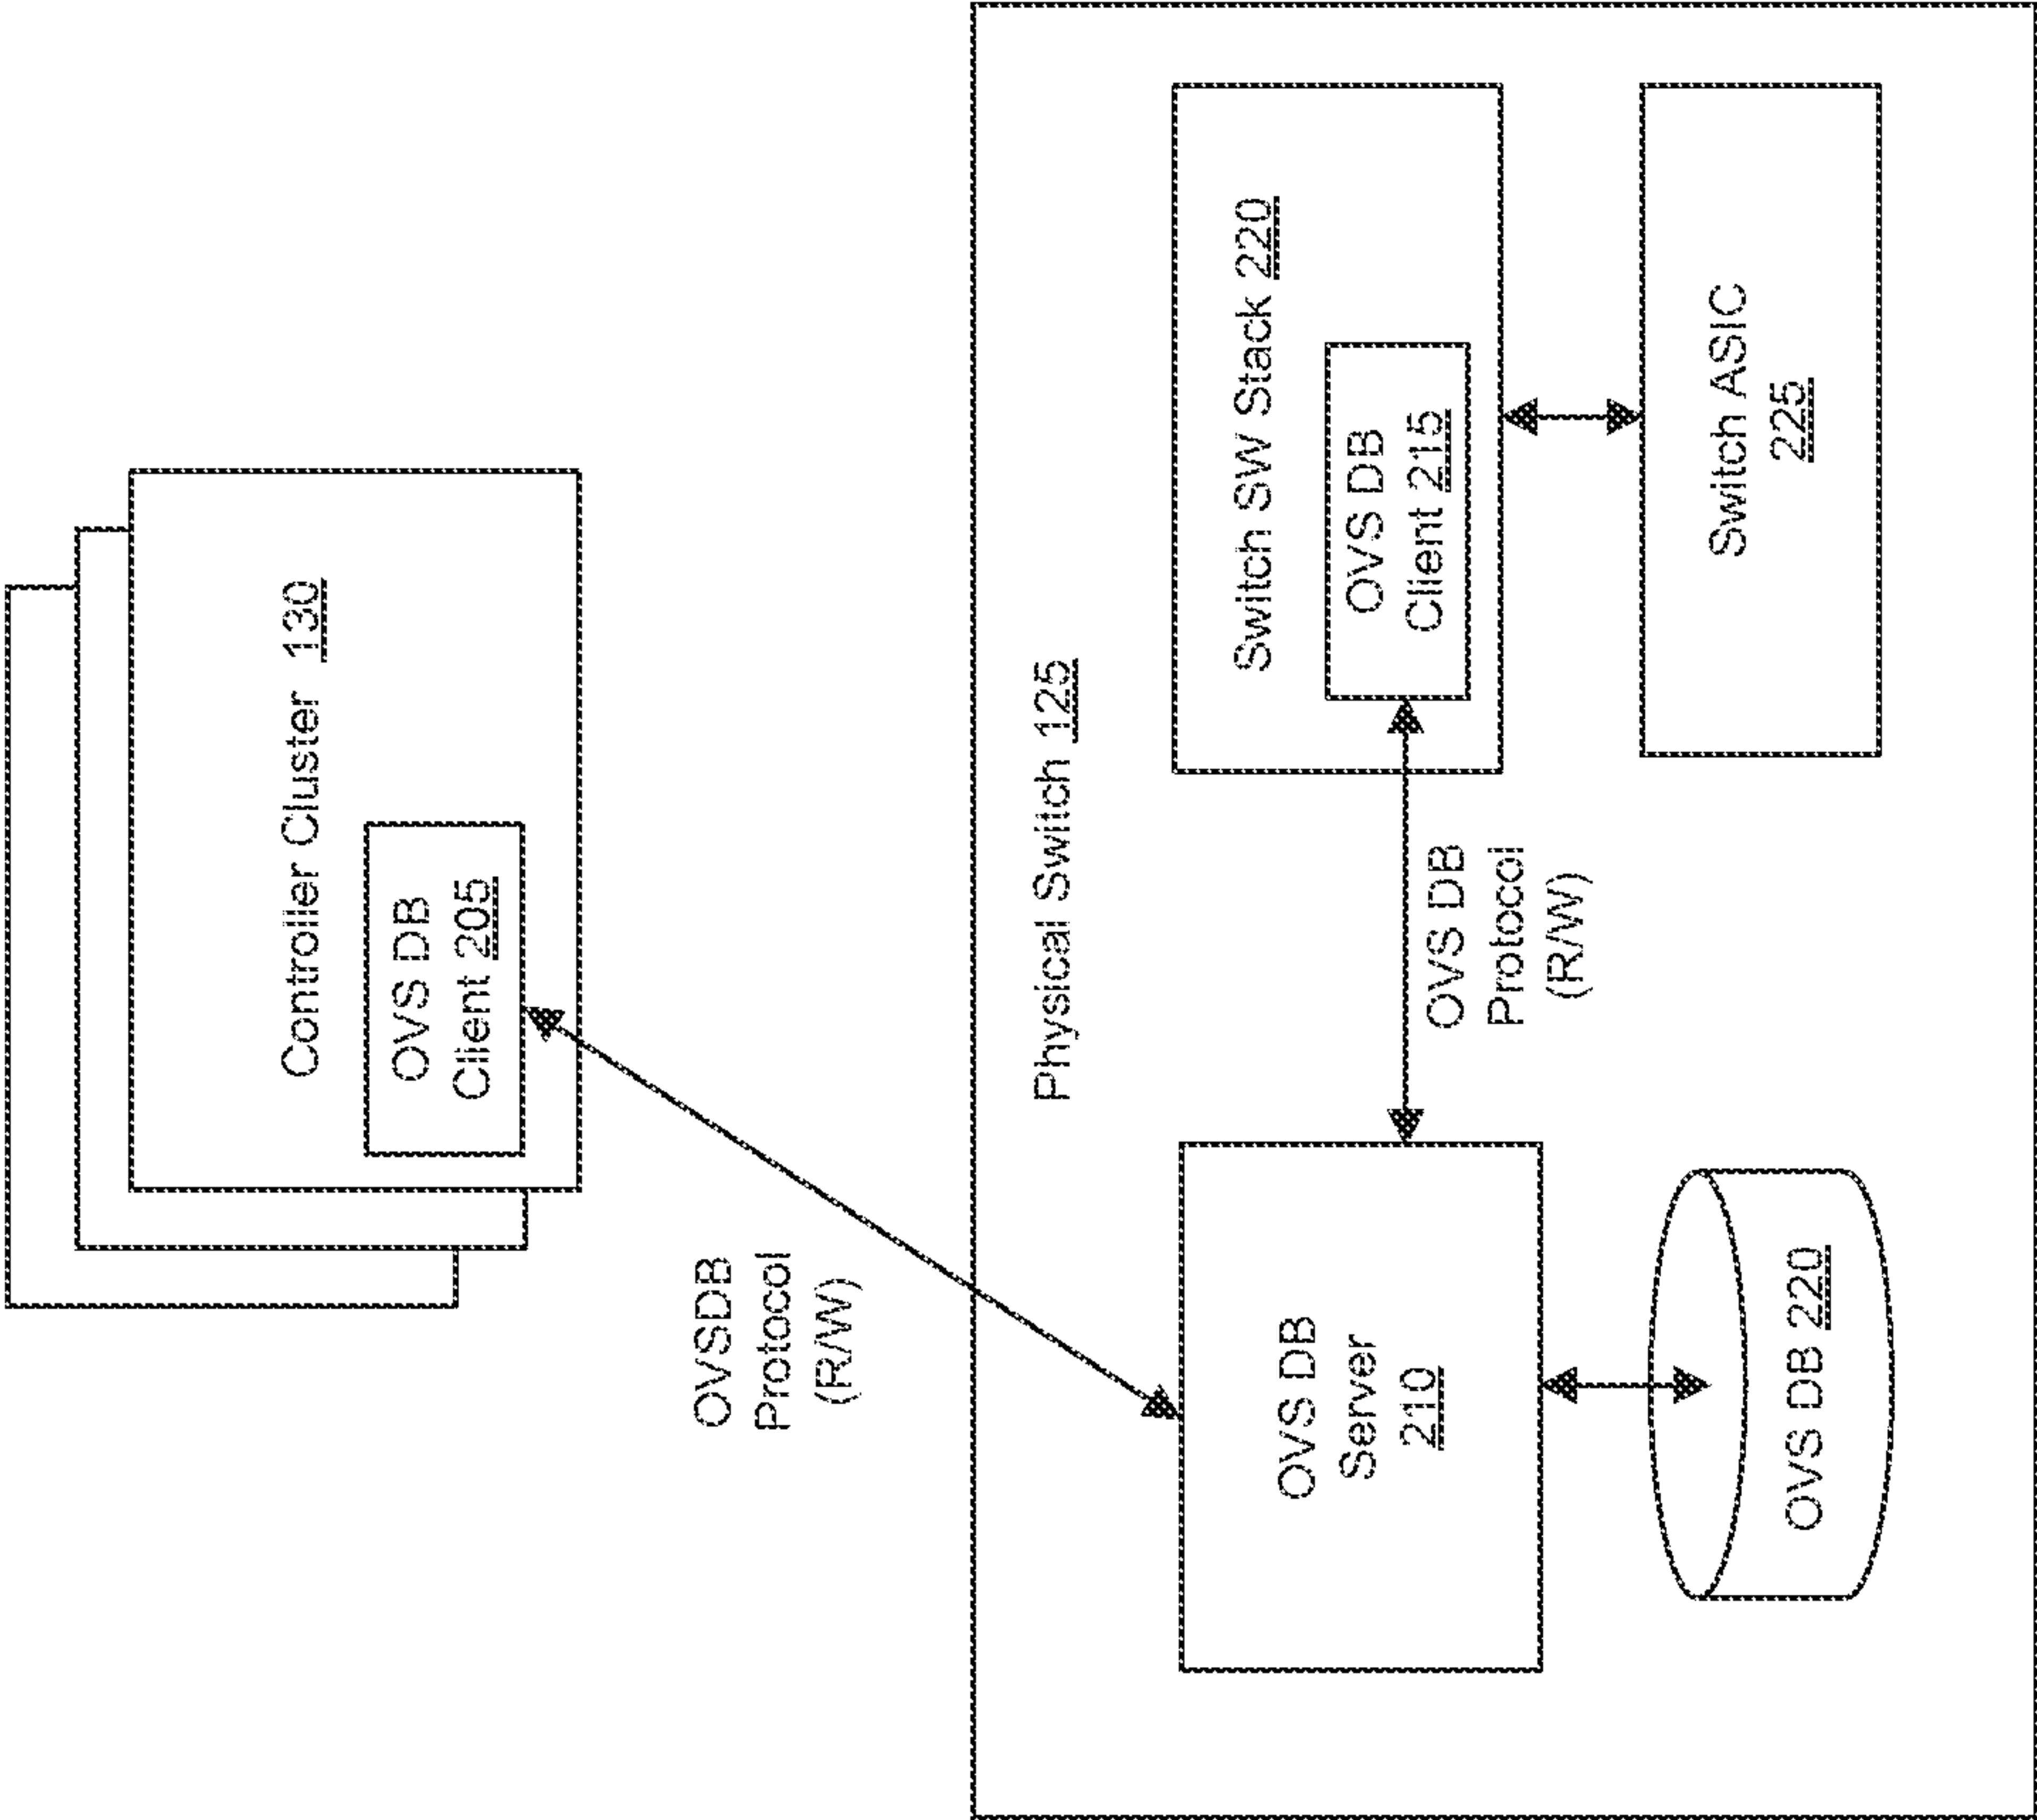 Controller Cluster 130
OVS DB
Client 205
OVSDB
Protocol
(R/W)
Physical Switch 125
OVS DB
Server
210
OVS DB
Protocol
(R/W)
Switch SW Stack 220
OVS DB
Client 215
OVS DB 220
Switch ASIC
225